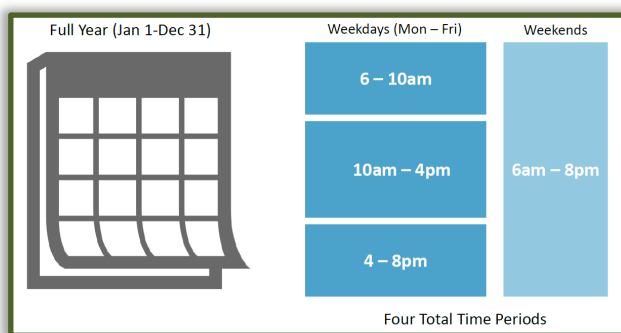 Full Year (Jan 1-Dec 31)
Weekdays (Mon – Fri)
Weekends
6 – 10am
10am – 4pm
6am – 8pm
4 – 8pm
Four Total Time Periods